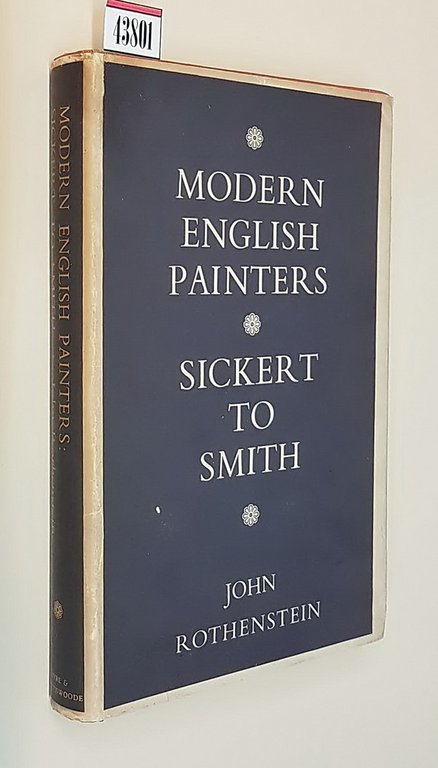 43801
MODERN
ENGLISH
PAINTERS
SICKERT
TO
SMITH
JOHN
ROTHENSTEIN
MODERN ENGLISH PAINTERS: